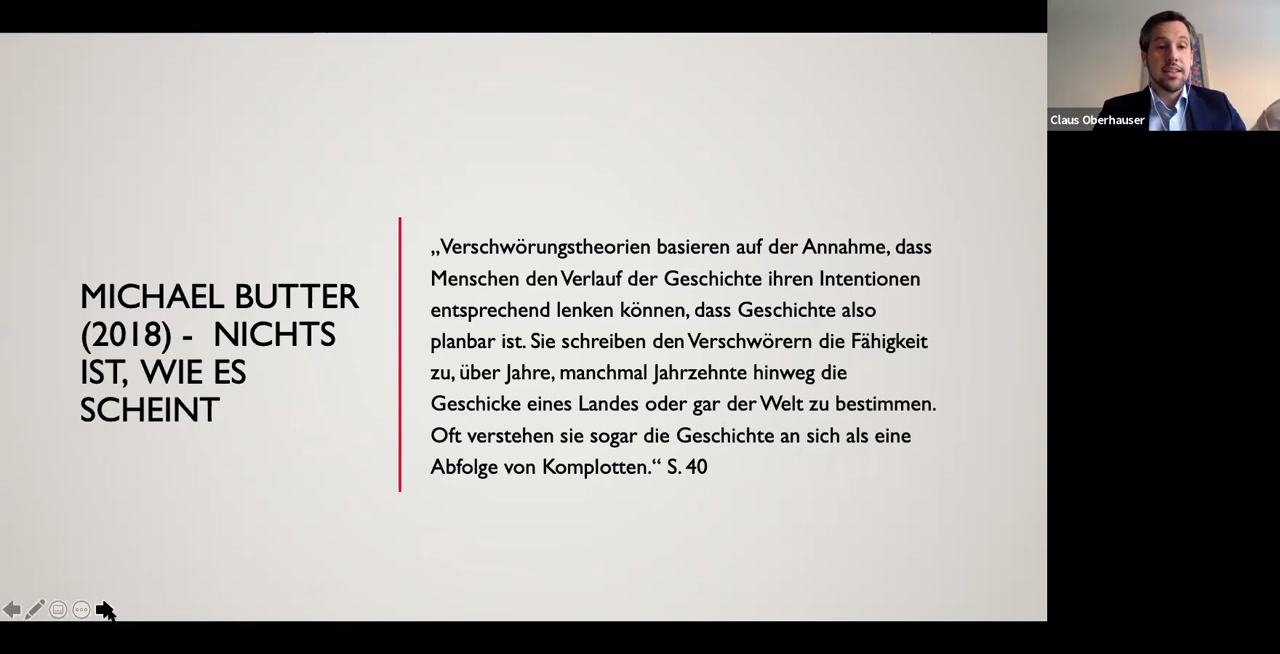 MICHAEL BUTTER
(2018) -  NICHTS
IST, WIE ES
SCHEINT
„Verschwörungstheorien basieren auf der Annahme, dass
Menschen den Verlauf der Geschichte ihren Intentionen
entsprechend lenken können, dass Geschichte also
planbar ist. Sie schreiben den Verschwörern die Fähigkeit
zu, über Jahre, manchmal Jahrzehnte hinweg die
Geschicke eines Landes oder gar der Welt zu bestimmen.
Oft verstehen sie sogar die Geschichte an sich als eine
Abfolge von Komplotten.“ S. 40
Claus Oberhauser